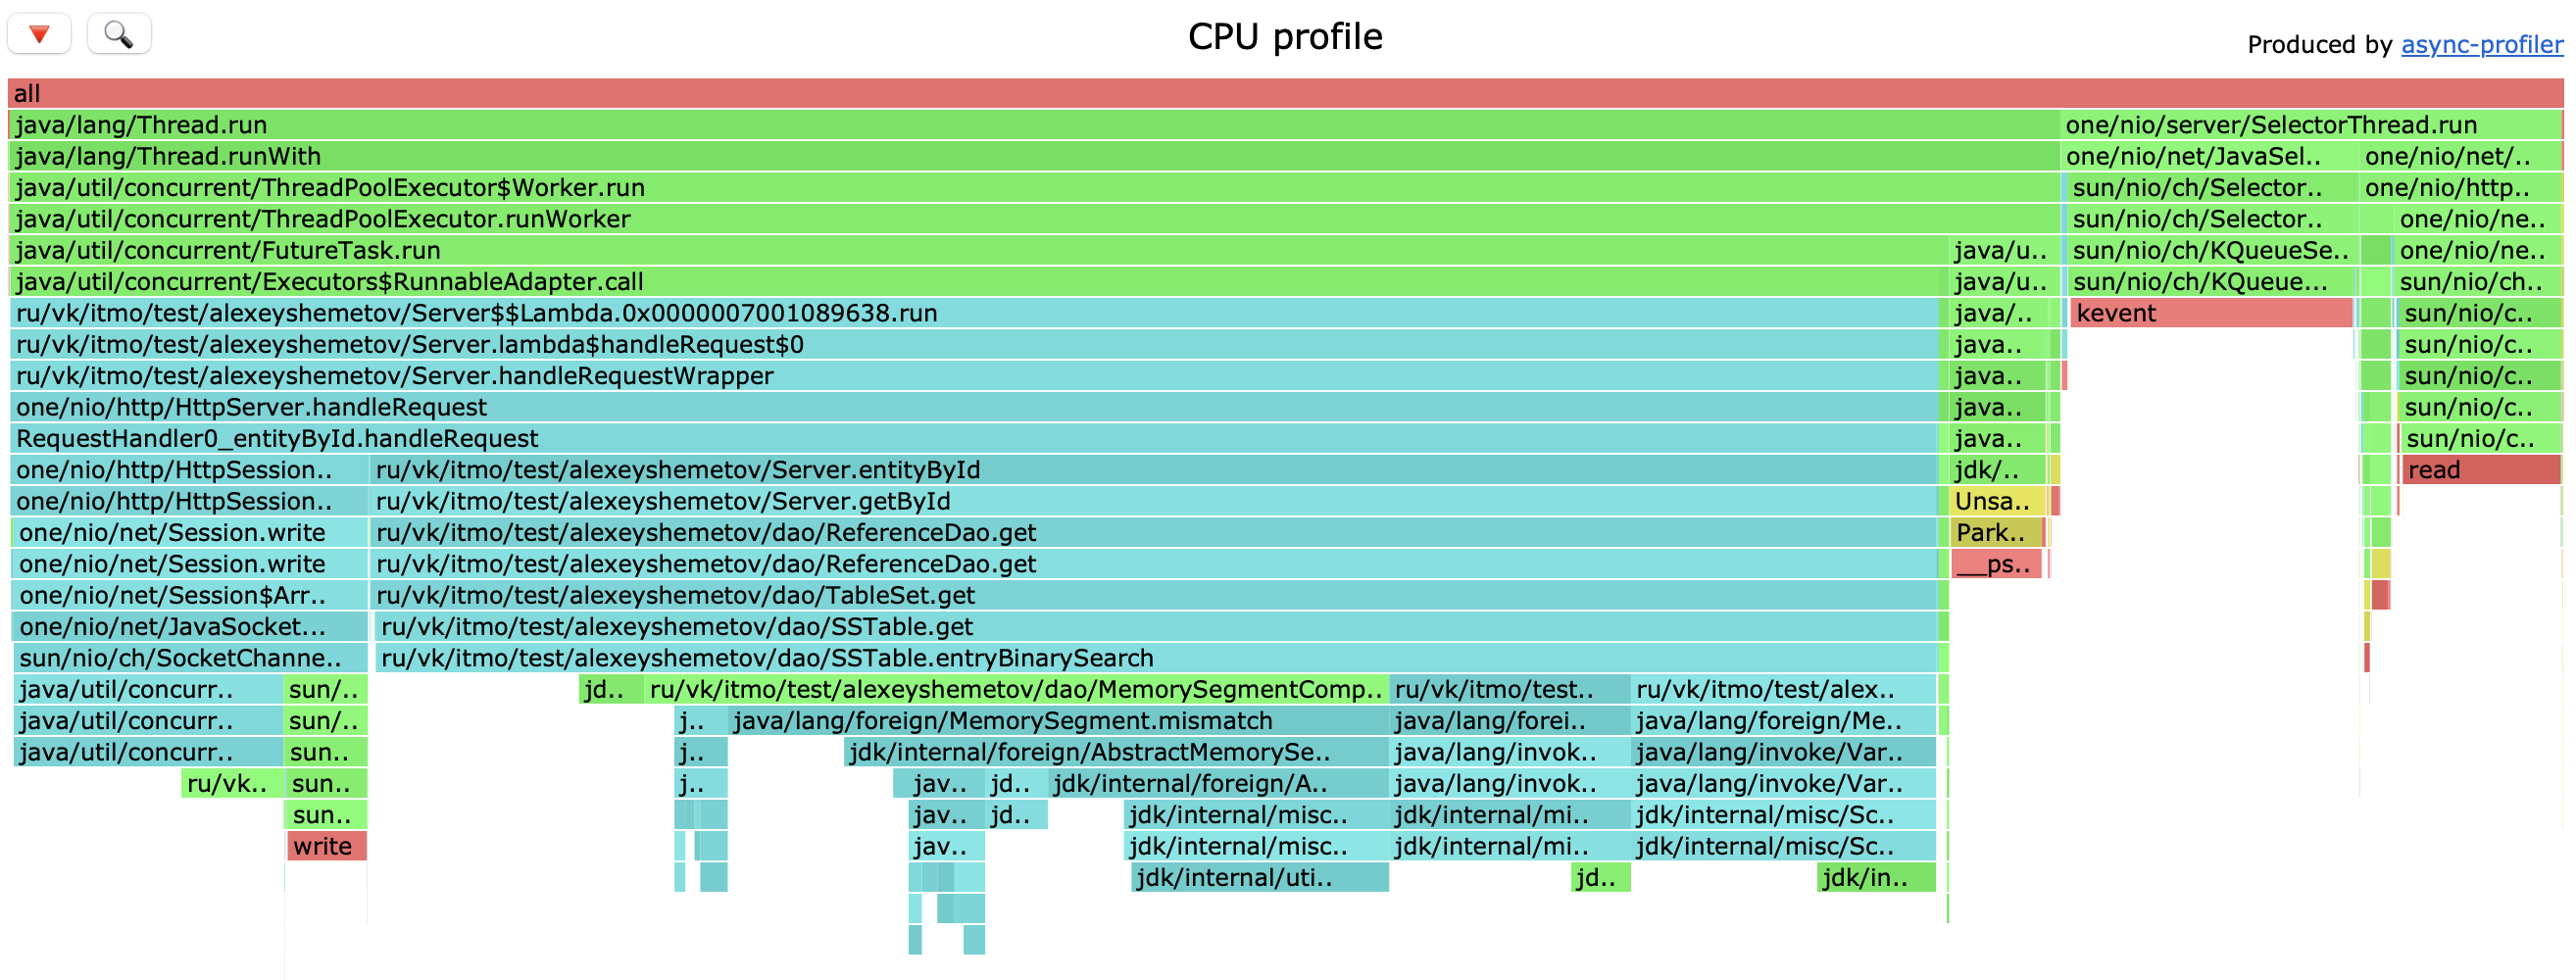 CPU profile
Produced by async-profiler
all
java/lang/Thread.run one/nio/server/SelectorThread.run
java/lang/Thread.runWith one/nio/net/JavaSel.. one/nio/net/..
java/util/concurrent/ThreadPoolExecutor$Worker.run sun/nio/ch/Selector.. one/nio/http..
java/util/concurrent/ThreadPoolExecutor.runWorker sun/nio/ch/Selector.. one/nio/ne..
java/util/concurrent/FutureTask.run java/u.. sun/nio/ch/KQueueSe.. one/nio/ne..
java/util/concurrent/Executors$RunnableAdapter.call java/u.. sun/nio/ch/KQueue... sun/nio/ch..
ru/vk/itmo/test/alexeyshemetov/Server$$Lambda.0x0000007001089638.run java/.. kevent sun/nio/c..
ru/vk/itmo/test/alexeyshemetov/Server.lambda$handleRequest$0 java.. sun/nio/c..
ru/vk/itmo/test/alexeyshemetov/Server.handleRequestWrapper java.. sun/nio/c..
one/nio/http/HttpServer.handleRequest java.. sun/nio/c..
RequestHandler0_entityById.handleRequest java.. sun/nio/c..
one/nio/http/HttpSession.. ru/vk/itmo/test/alexeyshemetov/Server.entityById jdk/.. read
one/nio/http/HttpSession.. ru/vk/itmo/test/alexeyshemetov/Server.getById Unsa..
one/nio/net/Session.write ru/vk/itmo/test/alexeyshemetov/dao/ReferenceDao.get Park..
one/nio/net/Session.write ru/vk/itmo/test/alexeyshemetov/dao/ReferenceDao.get __ps..
one/nio/net/Session$Arr.. ru/vk/itmo/test/alexeyshemetov/dao/TableSet.get
one/nio/net/JavaSocket... ru/vk/itmo/test/alexeyshemetov/dao/SSTable.get
sun/nio/ch/SocketChanne.. ru/vk/itmo/test/alexeyshemetov/dao/SSTable.entryBinarySearch
java/util/concurr.. sun/.. jd.. ru/vk/itmo/test/alexeyshemetov/dao/MemorySegmentComp.. ru/vk/itmo/test.. ru/vk/itmo/test/alex..
java/util/concurr.. sun/.. j.. java/lang/foreign/MemorySegment.mismatch java/lang/forei.. java/lang/foreign/Me..
java/util/concurr.. sun.. j.. jdk/internal/foreign/AbstractMemorySe.. java/lang/invok.. java/lang/invoke/Var..
ru/vk.. sun.. j.. jav.. jd.. jdk/internal/foreign/A.. java/lang/invok.. java/lang/invoke/Var..
sun.. jav.. jd.. jdk/internal/misc.. jdk/internal/mi.. jdk/internal/misc/Sc..
write jav.. jdk/internal/misc.. jdk/internal/mi.. jdk/internal/misc/Sc..
jdk/internal/uti.. jd.. jdk/in..